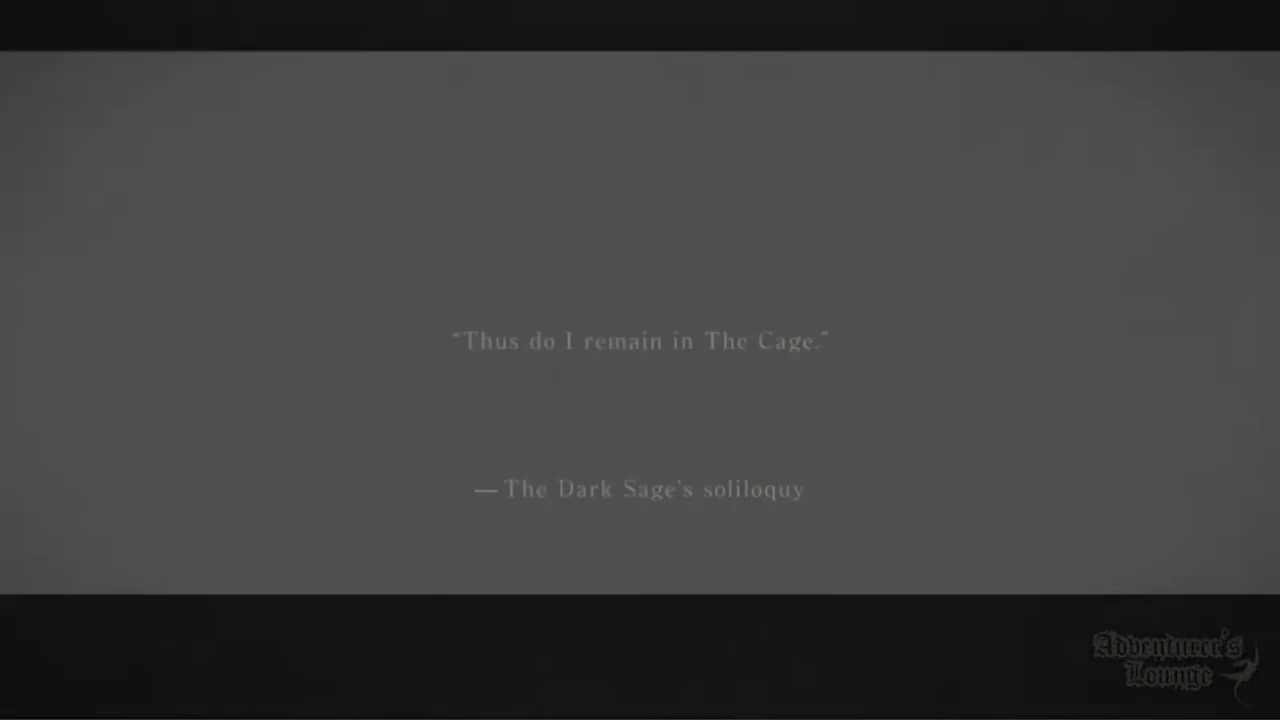 “Thus do I remain in The Cage.”
— The Dark Sage's soliloquy
Adventurer's
Lounge